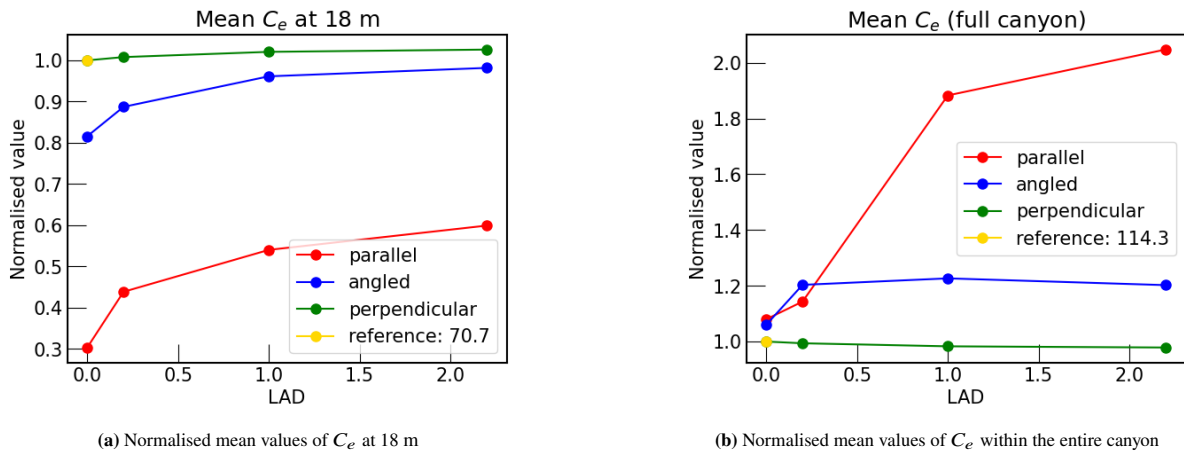 Mean Ce at 18 m
1.0
0.9
0.8
0.7
0.6
0.5
0.4
0.3
Normalised value
parallel
angled
perpendicular
reference: 70.7
0.0 0.5 1.0 1.5 2.0
LAD
(a) Normalised mean values of Ce at 18 m
Mean Ce (full canyon)
2.0
1.8
1.6
1.4
1.2
1.0
Normalised value
parallel
angled
perpendicular
reference: 114.3
0.0 0.5 1.0 1.5 2.0
LAD
(b) Normalised mean values of Ce within the entire canyon